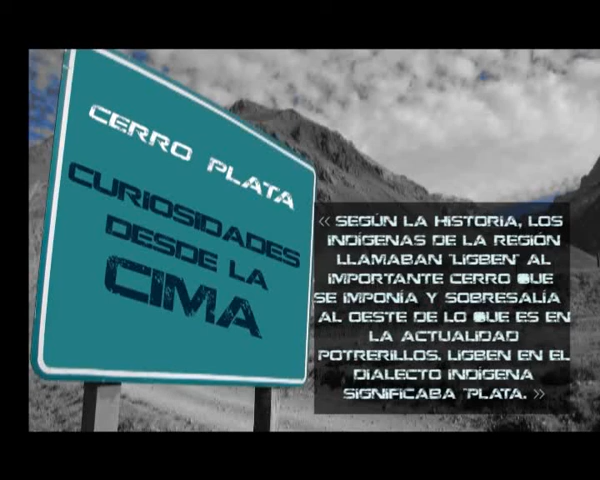 CERRO PLATA
CURIOSIDADES
DESDE LA
CIMA
« SEGÚN LA HISTORIA, LOS
INDÍGENAS DE LA REGIÓN
LLAMABAN "LIGBEN" AL
IMPORTANTE CERRO QUE
SE IMPONÍA Y SOBRESALÍA
AL OESTE DE LO QUE ES EN
LA ACTUALIDAD
POTRERILLOS. LIGBEN EN EL
DIALECTO INDÍGENA
SIGNIFICABA "PLATA. »